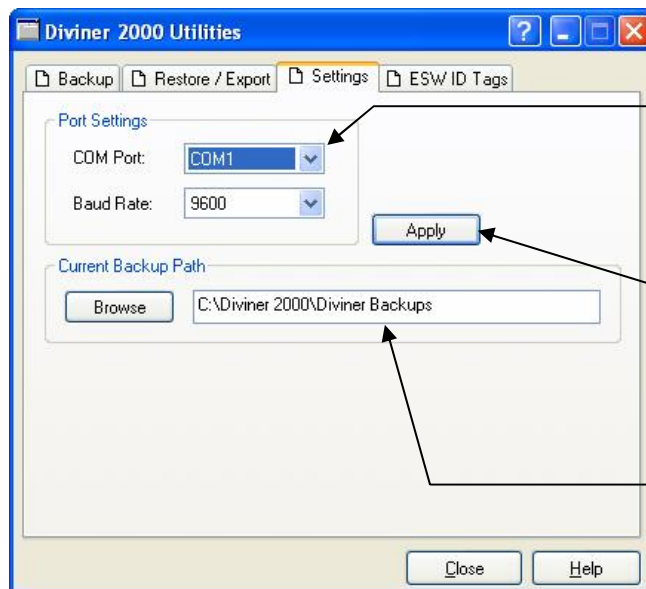 Diviner 2000 Utilities
Backup Restore / Export Settings ESW ID Tags
Port Settings
COM Port: COM1
Baud Rate: 9600
Apply
Current Backup Path
Browse C:\Diviner 2000\Diviner Backups
Close Help